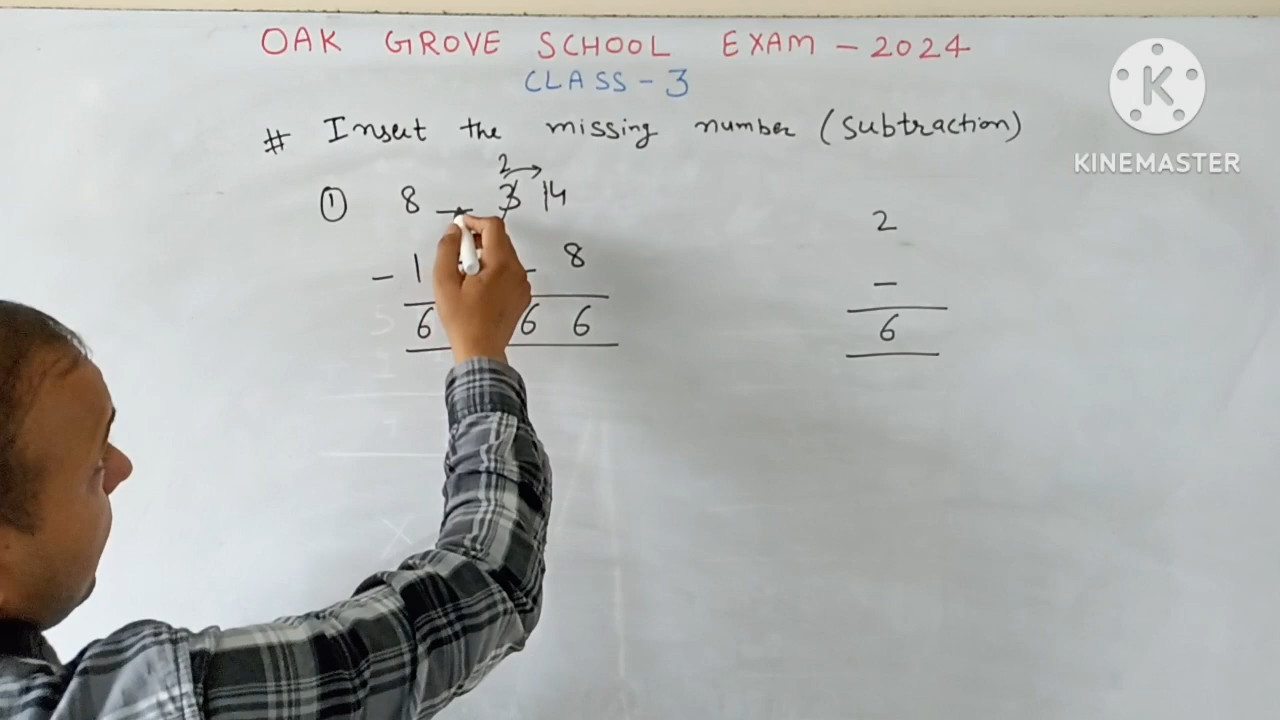 OAK GROVE SCHOOL EXAM - 2024
CLASS - 3
# Insert the missing number (subtraction)
2
① 8 _ 3 14
- 1 _ 8
6 6 6
2
-
6
K
KINEMASTER